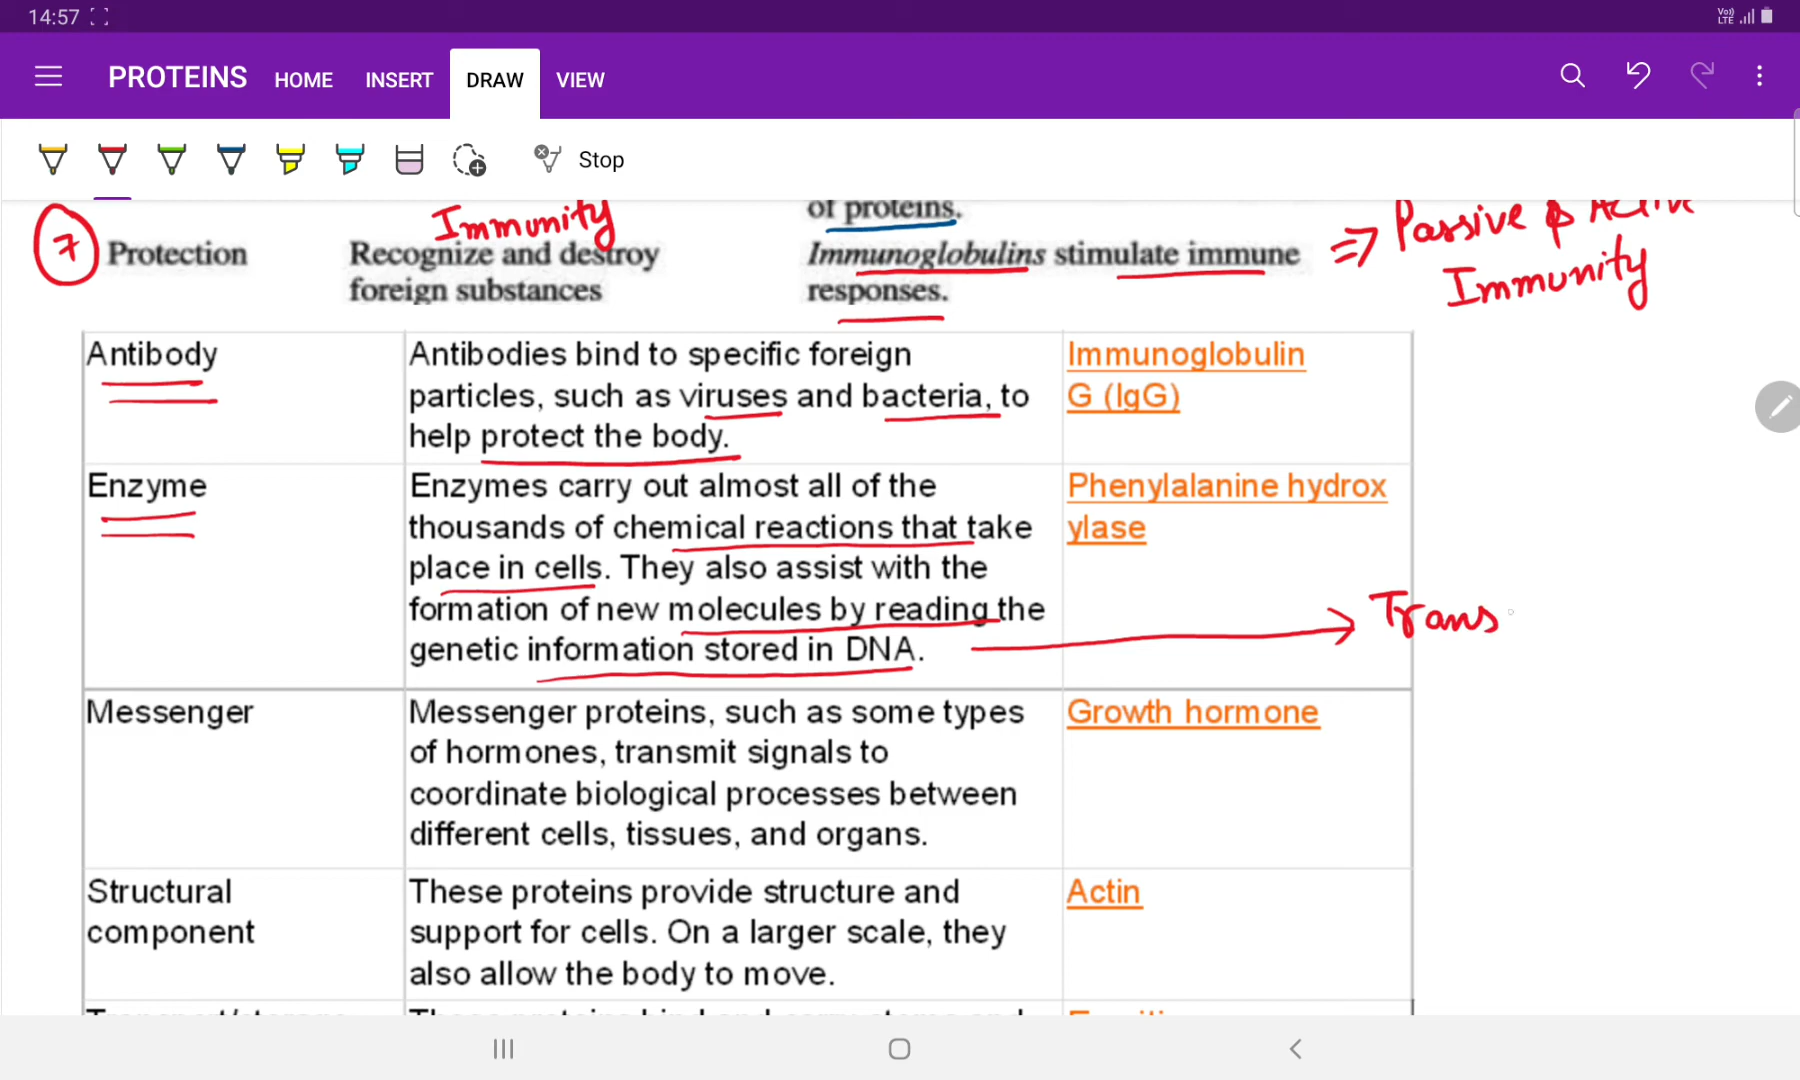 14:57
Vo)) LTE
PROTEINS HOME INSERT DRAW VIEW
Stop
Immunity
of proteins.
Passive & Active
Immunity
7 Protection
Recognize and destroy
foreign substances
Immunoglobulins stimulate immune
responses.
Antibody
Antibodies bind to specific foreign
particles, such as viruses and bacteria, to
help protect the body.
Immunoglobulin
G (IgG)
Enzyme
Enzymes carry out almost all of the
thousands of chemical reactions that take
place in cells. They also assist with the
formation of new molecules by reading the
genetic information stored in DNA.
Phenylalanine hydrox
ylase
Trans
Messenger
Messenger proteins, such as some types
of hormones, transmit signals to
coordinate biological processes between
different cells, tissues, and organs.
Growth hormone
Structural
component
These proteins provide structure and
support for cells. On a larger scale, they
also allow the body to move.
Actin